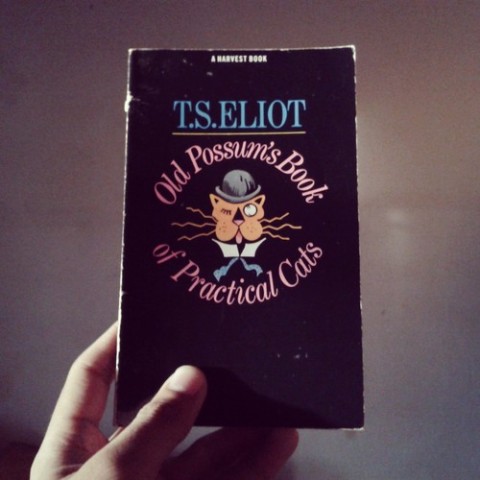 A HARVEST BOOK
T.S.ELIOT
Old Possum's Book
of Practical Cats